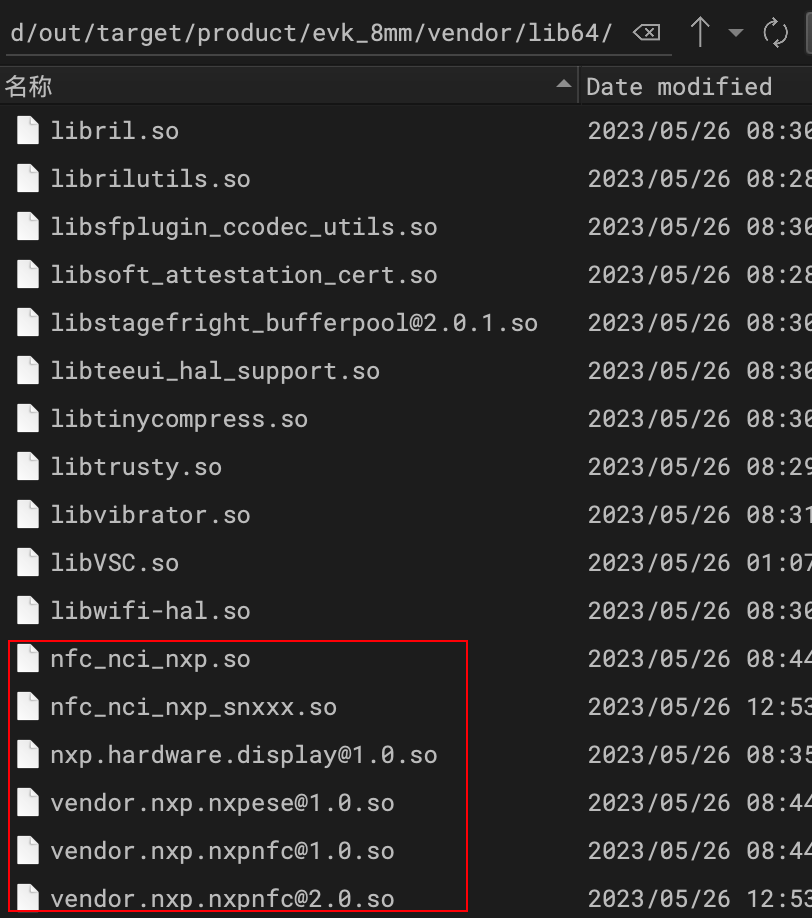 d/out/target/product/evk_8mm/vendor/lib64/
名称 Date modified
libril.so 2023/05/26 08:30
librilutils.so 2023/05/26 08:28
libsfplugin_ccodec_utils.so 2023/05/26 08:30
libsoft_attestation_cert.so 2023/05/26 08:28
libstagefright_bufferpool@2.0.1.so 2023/05/26 08:30
libteeui_hal_support.so 2023/05/26 08:30
libtinycompress.so 2023/05/26 08:30
libtrusty.so 2023/05/26 08:29
libvibrator.so 2023/05/26 08:31
libVSC.so 2023/05/26 01:07
libwifi-hal.so 2023/05/26 08:30
nfc_nci_nxp.so 2023/05/26 08:44
nfc_nci_nxp_snxxx.so 2023/05/26 12:53
nxp.hardware.display@1.0.so 2023/05/26 08:35
vendor.nxp.nxpese@1.0.so 2023/05/26 08:44
vendor.nxp.nxpnfc@1.0.so 2023/05/26 08:44
vendor.nxp.nxpnfc@2.0.so 2023/05/26 12:53